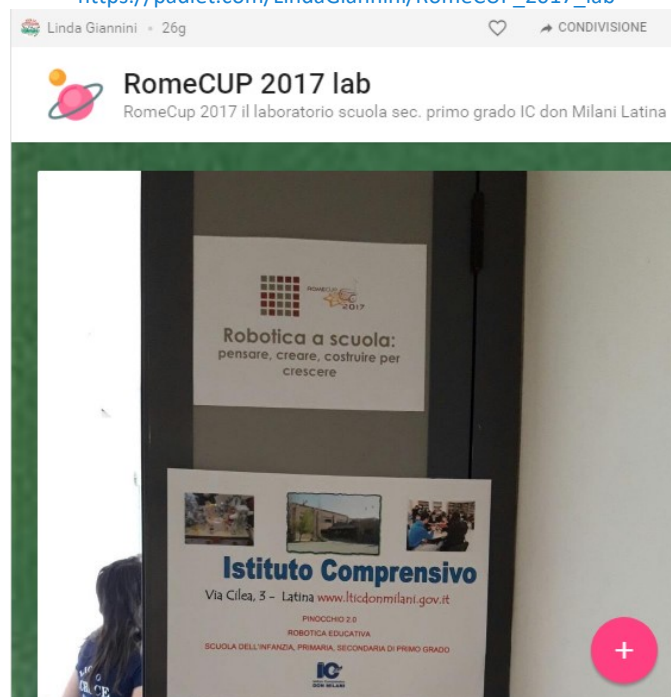 https://padlet.com/LindaGiannini/RomeCUP_2017_lab
Linda Giannini • 26g
CONDIVISIONE
RomeCUP 2017 lab
RomeCup 2017 il laboratorio scuola sec. primo grado IC don Milani Latina
ROMECUP
2017
Robotica a scuola:
pensare, creare, costruire per
crescere
Istituto Comprensivo
Via Cilea, 3 – Latina www.lticdonmilani.gov.it
PINOCCHIO 2.0
ROBOTICA EDUCATIVA
SCUOLA DELL'INFANZIA, PRIMARIA, SECONDARIA DI PRIMO GRADO
IC
DON MILANI
+